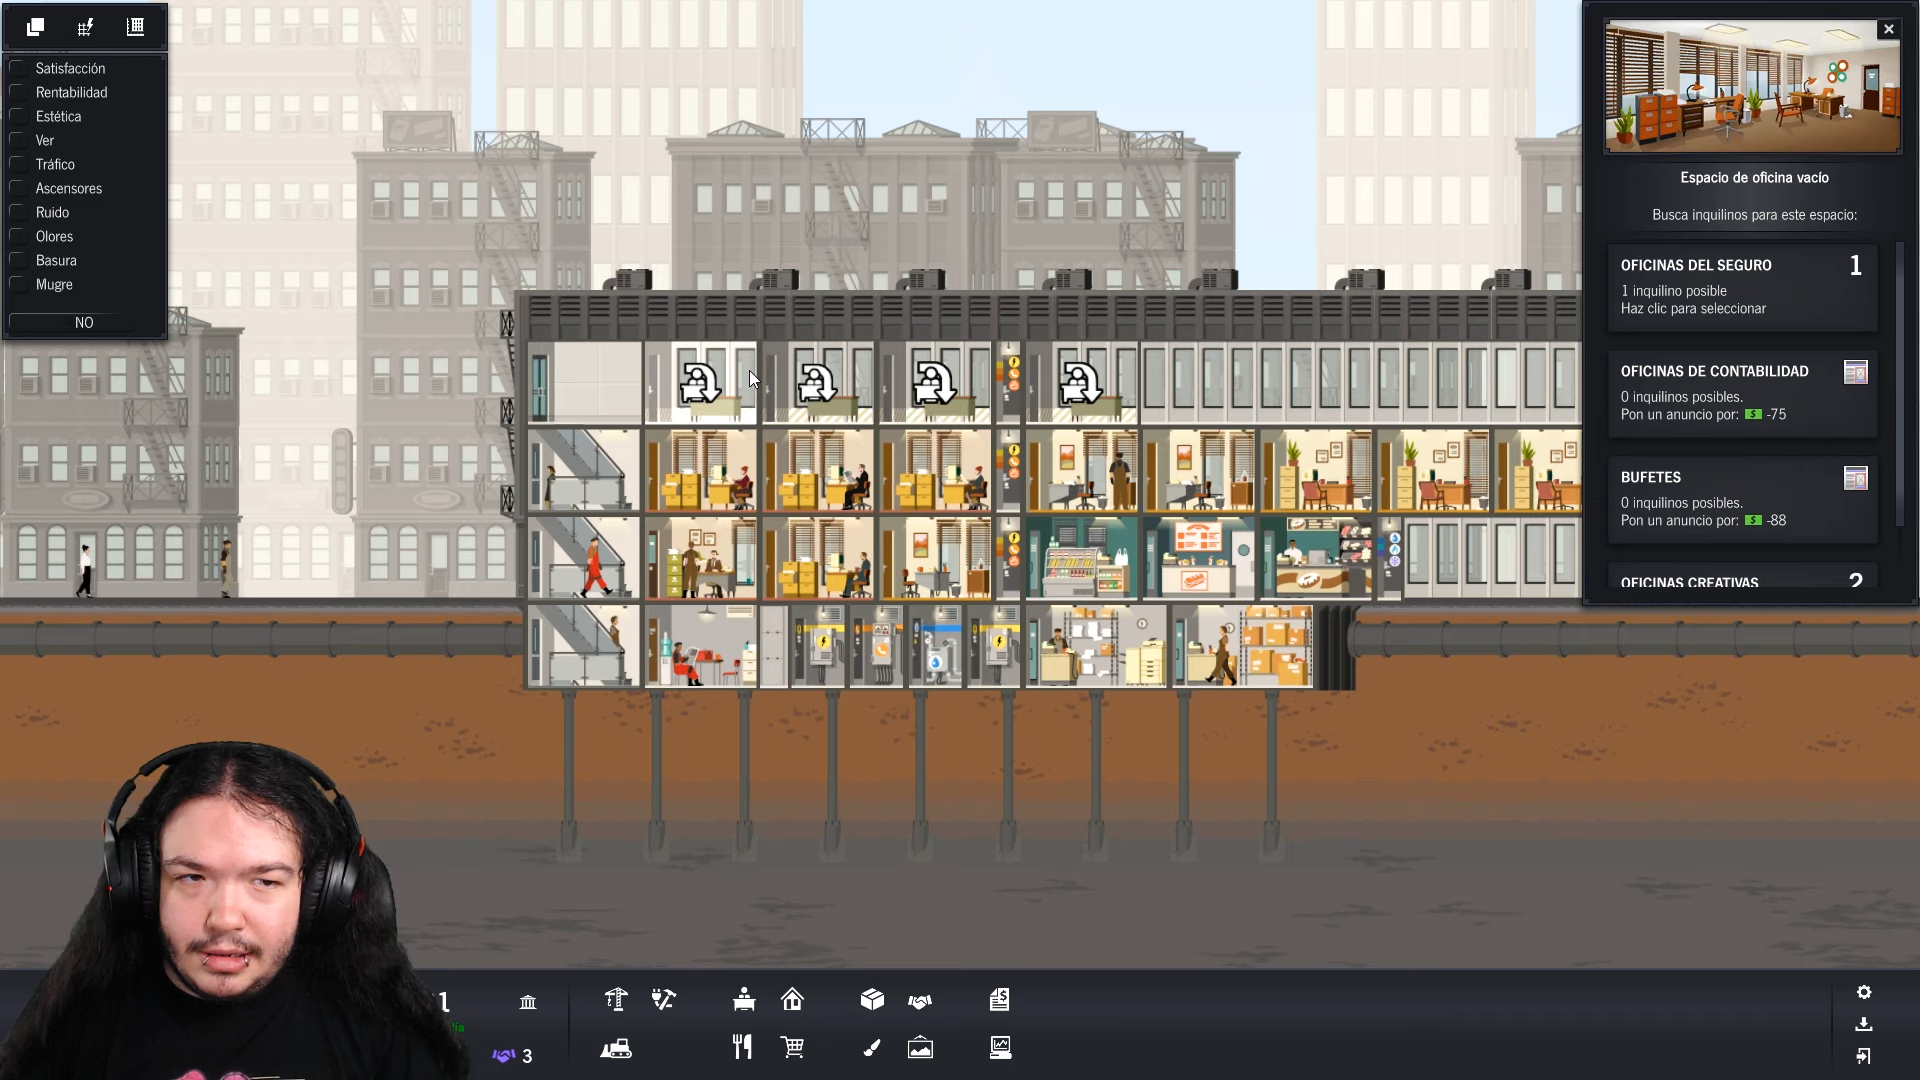 Satisfacción
Rentabilidad
Estética
Ver
Tráfico
Ascensores
Ruido
Olores
Basura
Mugre
NO
Espacio de oficina vacío
Busca inquilinos para este espacio:
OFICINAS DEL SEGURO 1
1 inquilino posible
Haz clic para seleccionar
OFICINAS DE CONTABILIDAD
0 inquilinos posibles.
Pon un anuncio por: $ -75
BUFETES
0 inquilinos posibles.
Pon un anuncio por: $ -88
OFICINAS CREATIVAS 2
1
ía
3